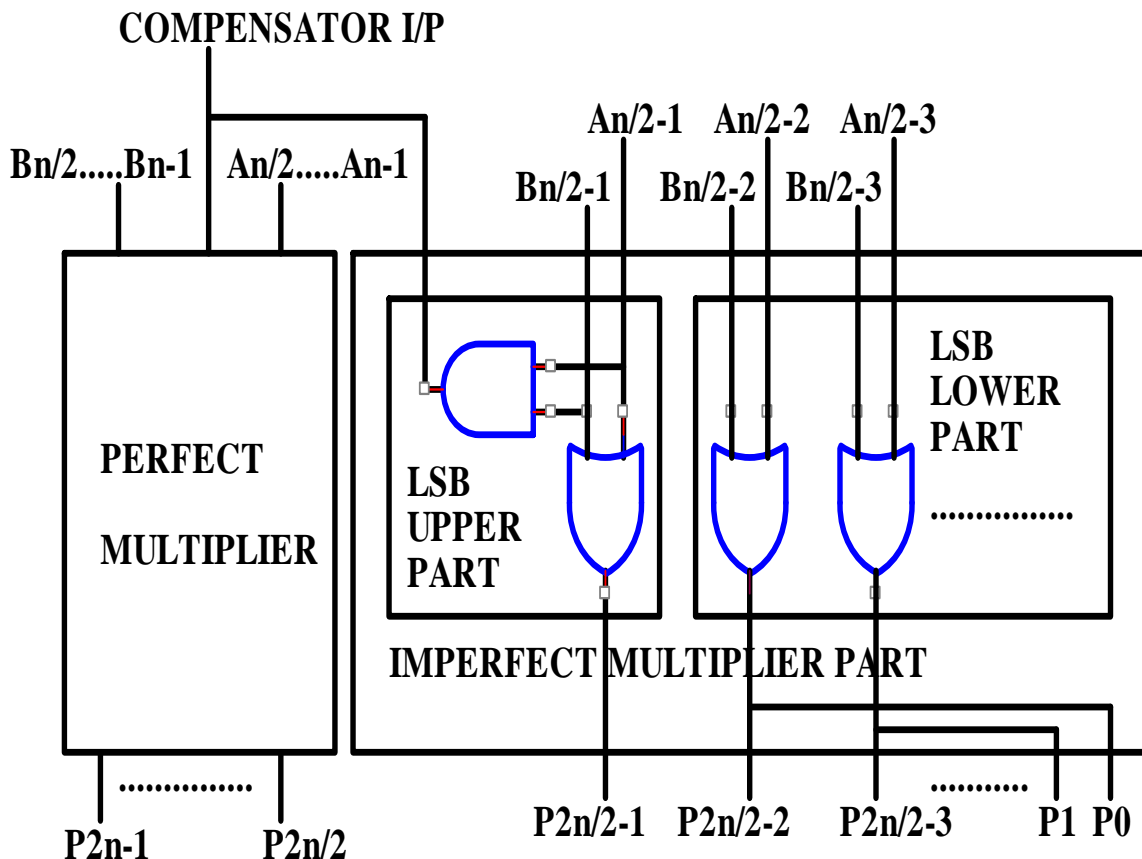 COMPENSATOR I/P
An/2-1 An/2-2 An/2-3
Bn/2.....Bn-1 An/2.....An-1
Bn/2-1 Bn/2-2 Bn/2-3
LSB
LOWER
PART
PERFECT
MULTIPLIER
LSB
UPPER
PART
................
IMPERFECT MULTIPLIER PART
............... ...........
P2n-1 P2n/2 P2n/2-1 P2n/2-2 P2n/2-3 P1 P0